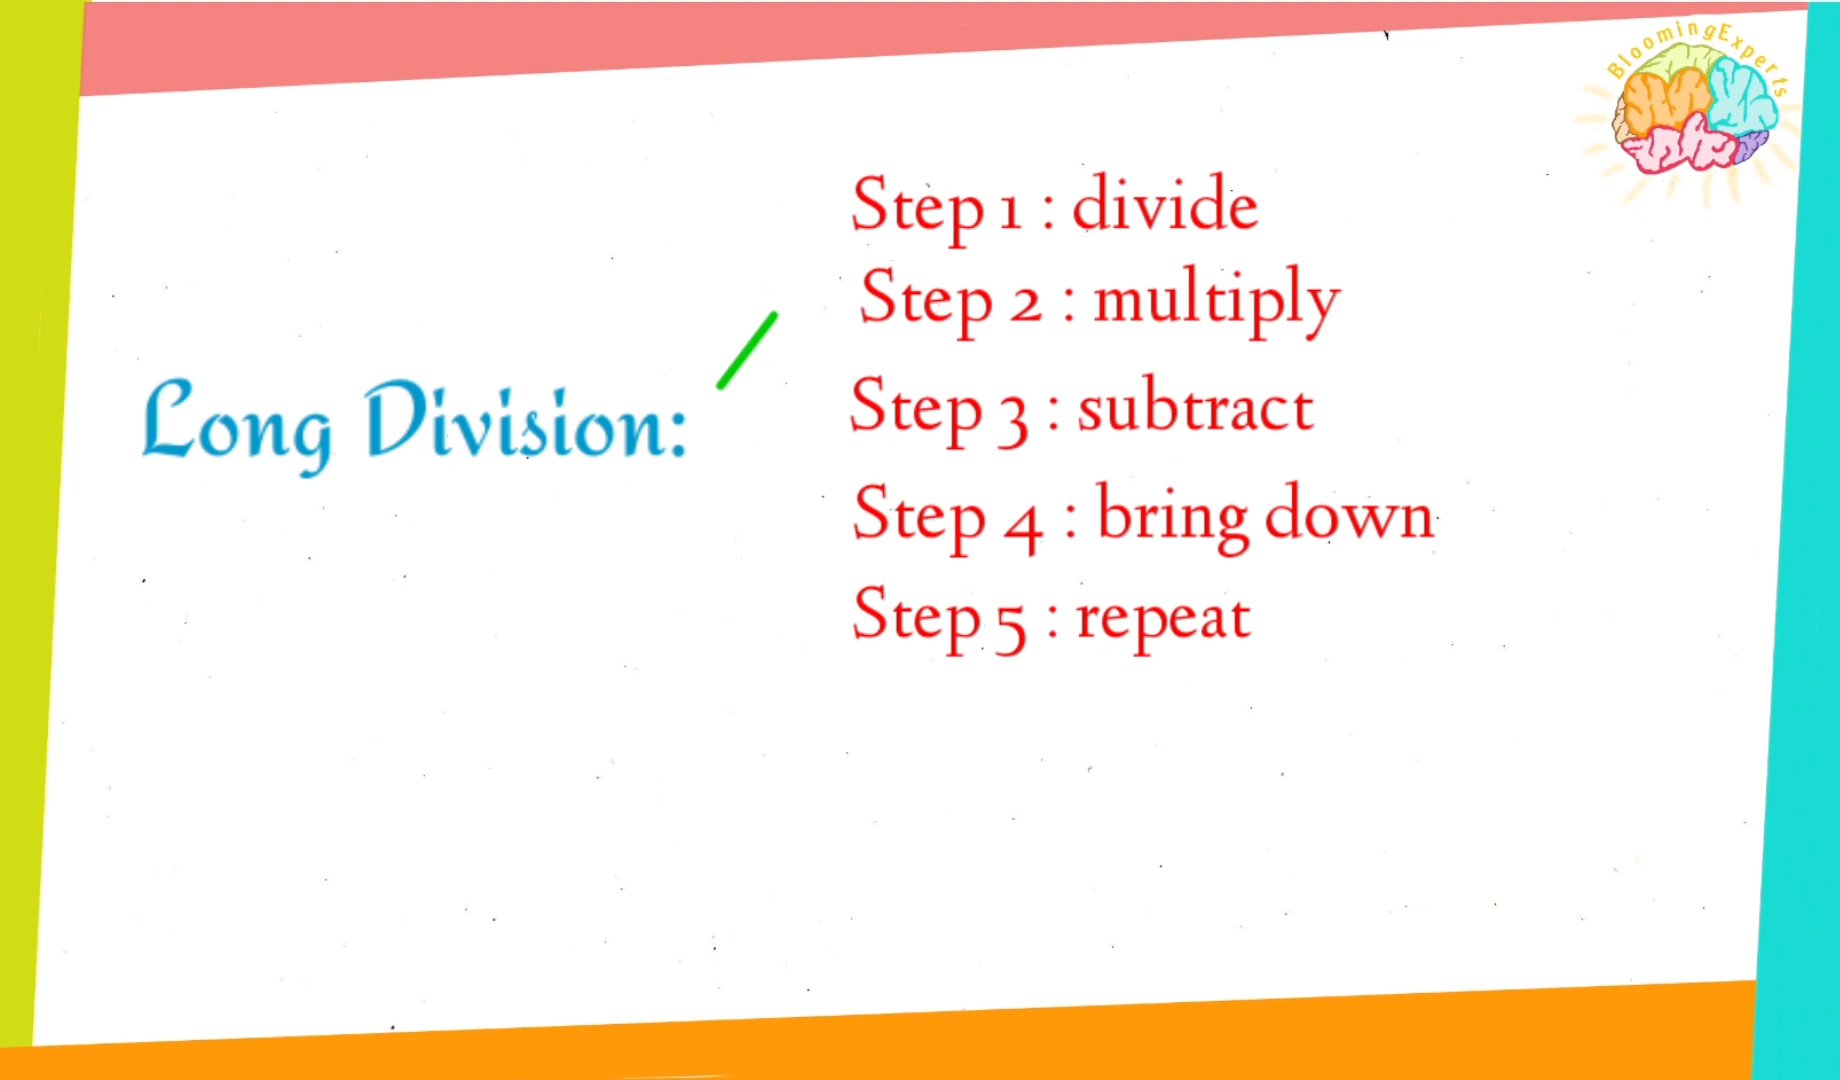 BloomingExperts
Step 1 : divide
Step 2 : multiply
Long Division:
Step 3 : subtract
Step 4 : bring down
Step 5 : repeat